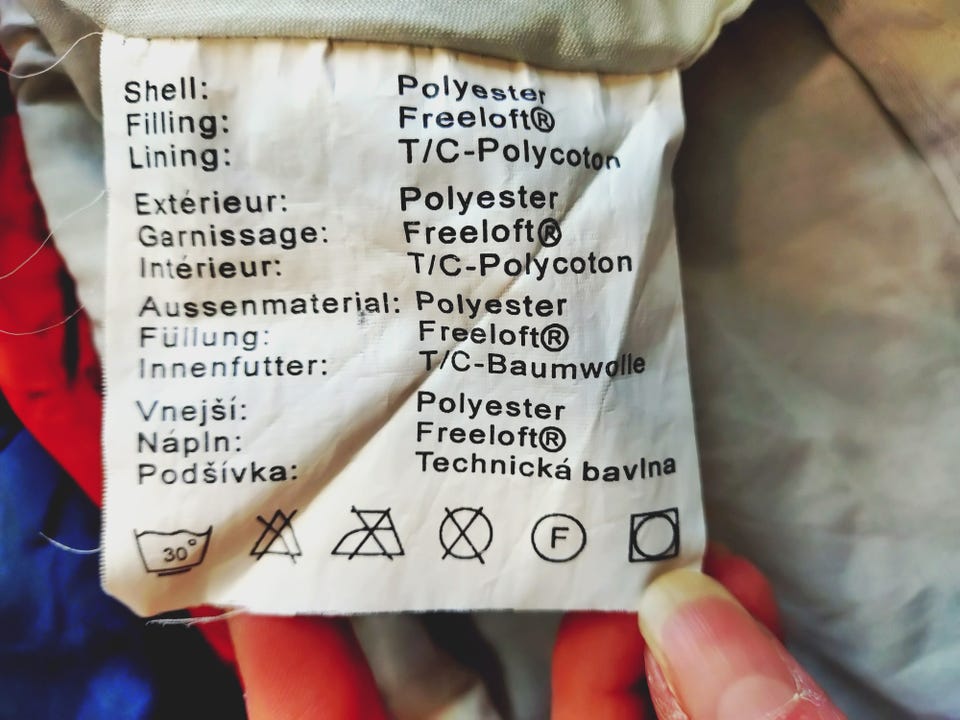 Shell: Polyester
Filling: Freeloft®
Lining: T/C-Polycoton
Extérieur: Polyester
Garnissage: Freeloft®
Intérieur: T/C-Polycoton
Aussenmaterial: Polyester
Füllung: Freeloft®
Innenfutter: T/C-Baumwolle
Vnejší: Polyester
Nápln: Freeloft®
Podšívka: Technická bavlna
30° F